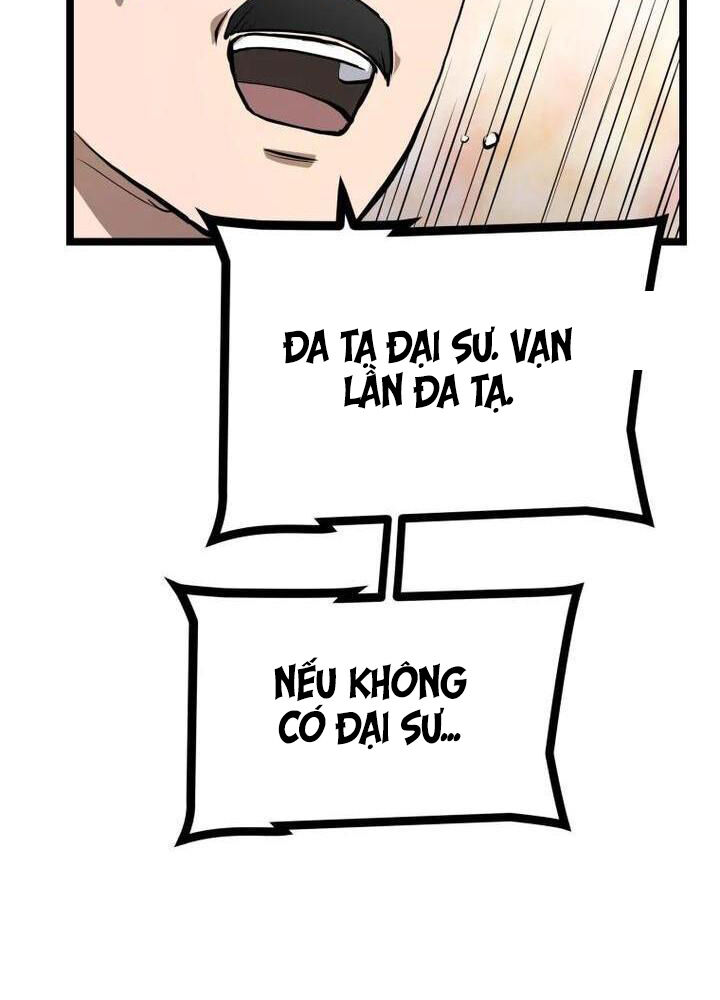 ĐA TẠ ĐẠI SƯ. VẠN
LẦN ĐA TẠ.
NẾU KHÔNG
CÓ ĐẠI SƯ...